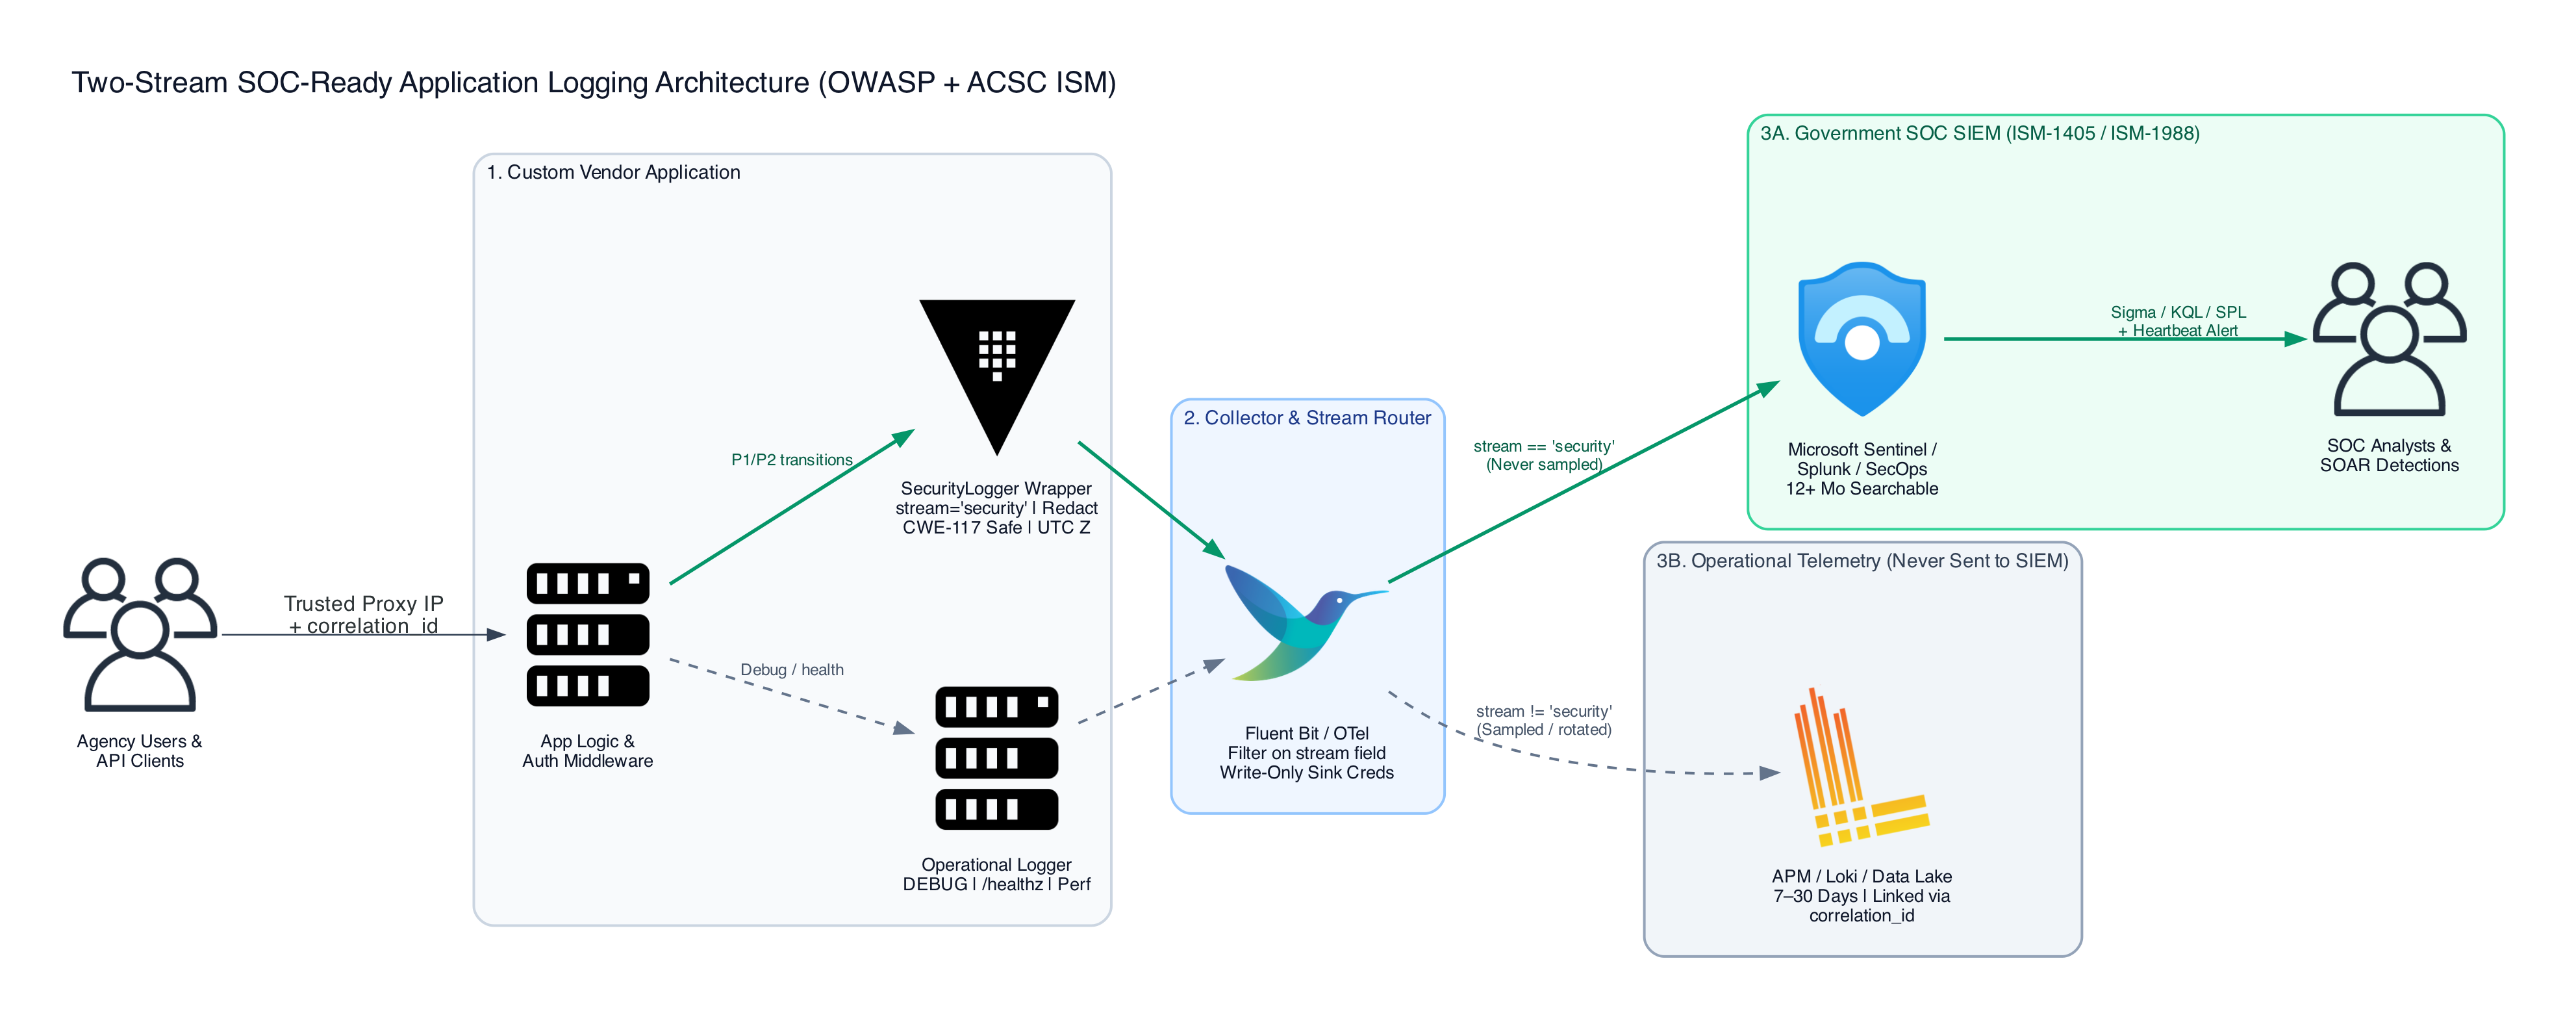 Two-Stream SOC-Ready Application Logging Architecture (OWASP + ACSC ISM)
Agency Users &
API Clients
Trusted Proxy IP
+ correlation_id
1. Custom Vendor Application
App Logic &
Auth Middleware
P1/P2 transitions
Debug / health
SecurityLogger Wrapper
stream='security' | Redact
CWE-117 Safe | UTC Z
Operational Logger
DEBUG | /healthz | Perf
2. Collector & Stream Router
Fluent Bit / OTel
Filter on stream field
Write-Only Sink Creds
stream == 'security'
(Never sampled)
stream != 'security'
(Sampled / rotated)
3A. Government SOC SIEM (ISM-1405 / ISM-1988)
Microsoft Sentinel /
Splunk / SecOps
12+ Mo Searchable
Sigma / KQL / SPL
+ Heartbeat Alert
SOC Analysts &
SOAR Detections
3B. Operational Telemetry (Never Sent to SIEM)
APM / Loki / Data Lake
7–30 Days | Linked via
correlation_id